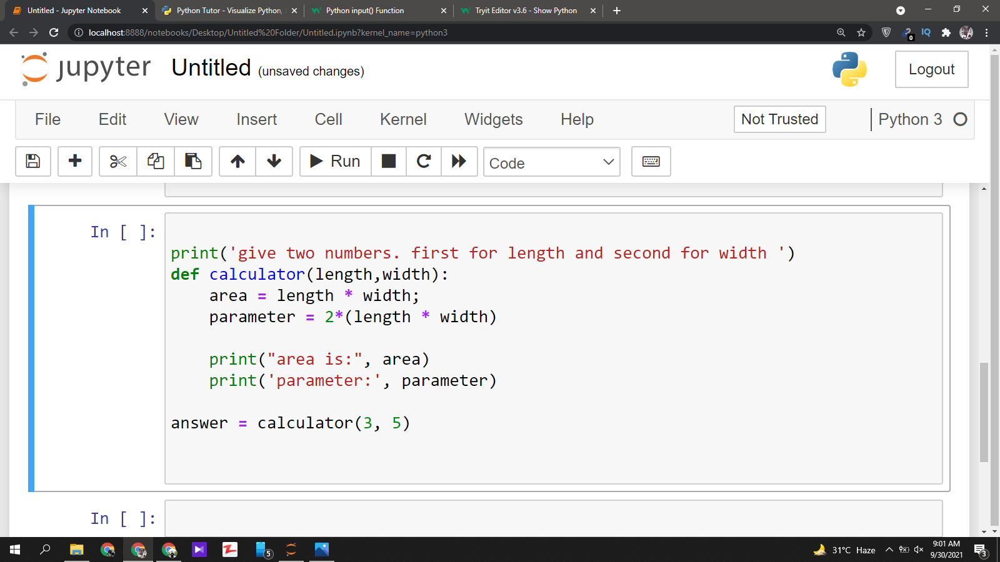 Untitled - Jupyter Notebook
Python Tutor - Visualize Python,
Python input() Function
Tryit Editor v3.6 - Show Python
localhost:8888/notebooks/Desktop/Untitled%20Folder/Untitled.ipynb?kernel_name=python3
0
IQ
jupyter Untitled (unsaved changes)
Logout
File Edit View Insert Cell Kernel Widgets Help
Not Trusted
Python 3
Run
Code
In [ ]:
print('give two numbers. first for length and second for width ')
def calculator(length,width):
    area = length * width;
    parameter = 2*(length * width)
    print("area is:", area)
    print('parameter:', parameter)
answer = calculator(3, 5)
In [ ]:
5
31°C Haze
9:01 AM
9/30/2021
3